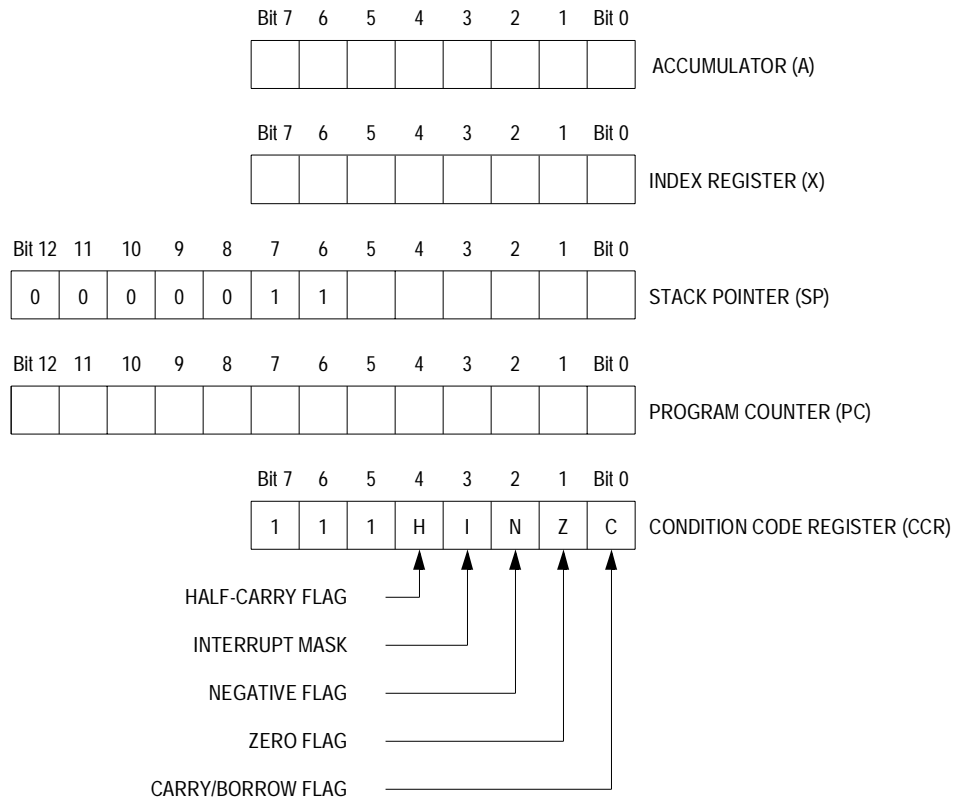 Bit 7 6 5 4 3 2 1 Bit 0
ACCUMULATOR (A)
Bit 7 6 5 4 3 2 1 Bit 0
INDEX REGISTER (X)
Bit 12 11 10 9 8 7 6 5 4 3 2 1 Bit 0
0 0 0 0 0 1 1 STACK POINTER (SP)
Bit 12 11 10 9 8 7 6 5 4 3 2 1 Bit 0
PROGRAM COUNTER (PC)
Bit 7 6 5 4 3 2 1 Bit 0
1 1 1 H I N Z C CONDITION CODE REGISTER (CCR)
HALF-CARRY FLAG
INTERRUPT MASK
NEGATIVE FLAG
ZERO FLAG
CARRY/BORROW FLAG